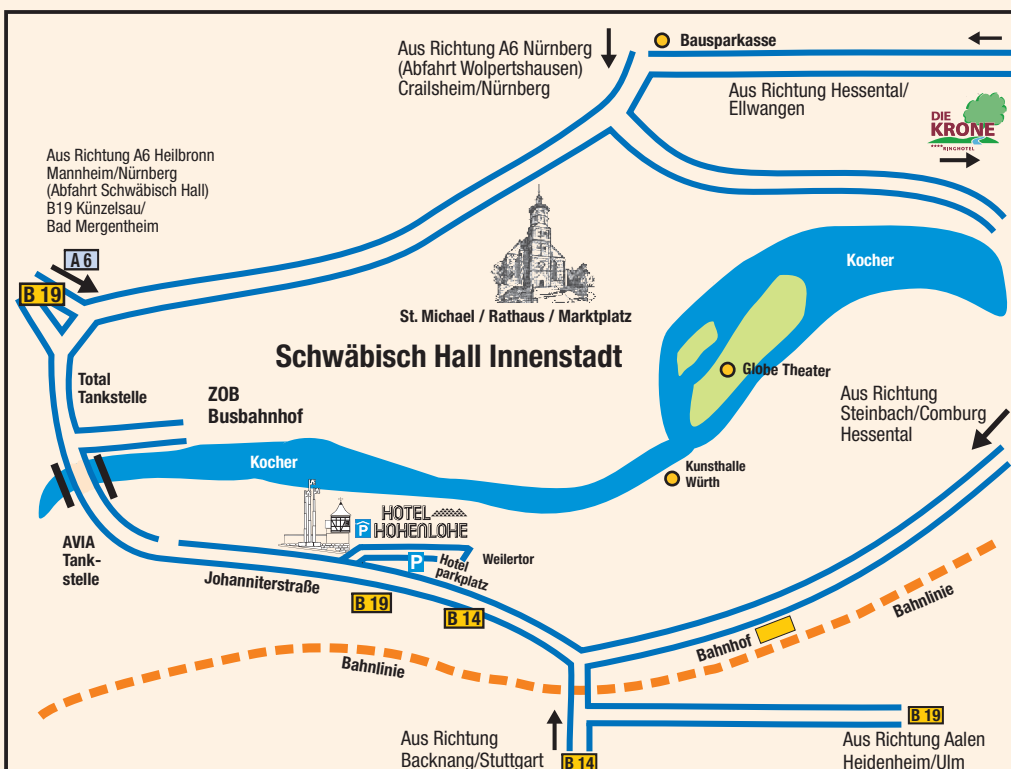 Aus Richtung A6 Nürnberg
(Abfahrt Wolpertshausen)
Crailsheim/Nürnberg
Bausparkasse
Aus Richtung Hessental/
Ellwangen
DIE
KRONE
****RINGHOTEL
Aus Richtung A6 Heilbronn
Mannheim/Nürnberg
(Abfahrt Schwäbisch Hall)
B19 Künzelsau/
Bad Mergentheim
A 6
B 19
Kocher
St. Michael / Rathaus / Marktplatz
Schwäbisch Hall Innenstadt
Globe Theater
Total
Tankstelle
ZOB
Busbahnhof
Aus Richtung
Steinbach/Comburg
Hessental
Kocher
Kunsthalle
Würth
HOTEL
P HOHENLOHE
AVIA
Tank-
stelle
Weilertor
P
Hotel
parkplatz
Johanniterstraße
B 19
B 14
Bahnlinie
Bahnhof
Bahnlinie
Aus Richtung
Backnang/Stuttgart
B 14
B 19
Aus Richtung Aalen
Heidenheim/Ulm